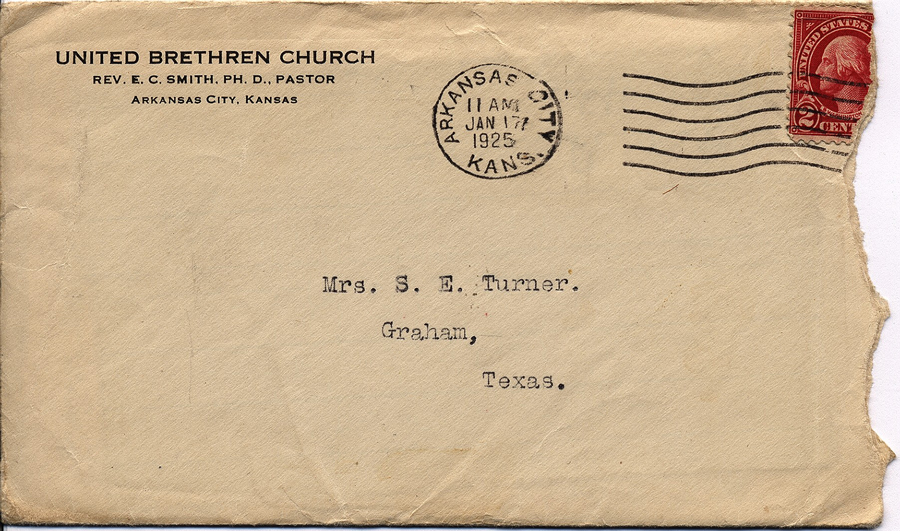 UNITED BRETHREN CHURCH
REV. E. C. SMITH, PH. D., PASTOR
ARKANSAS CITY, KANSAS
ARKANSAS CITY
11 AM
JAN 17
1925
KANS.
UNITED STATES
2 CENT
Mrs. S. E. Turner.
Graham,
Texas.